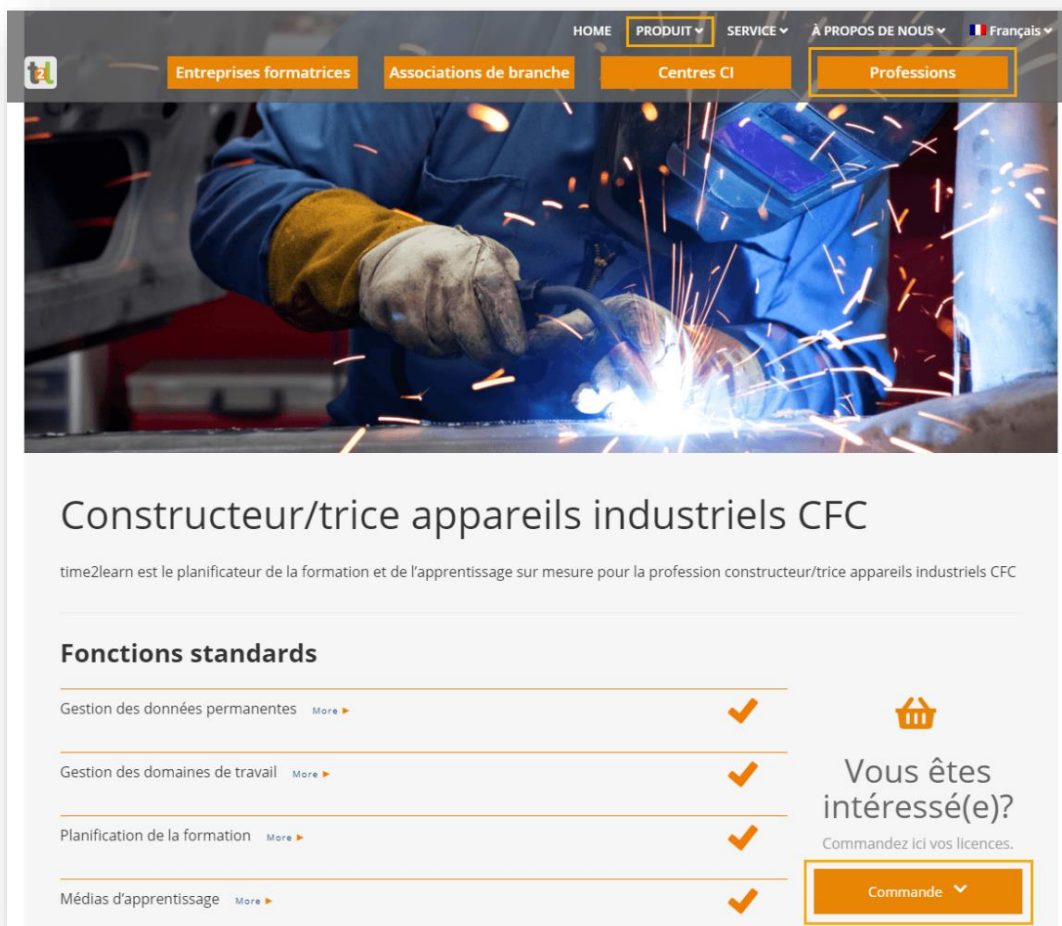 HOME PRODUIT SERVICE À PROPOS DE NOUS Français
t2l Entreprises formatrices Associations de branche Centres CI Professions
Constructeur/trice appareils industriels CFC
time2learn est le planificateur de la formation et de l'apprentissage sur mesure pour la profession constructeur/trice appareils industriels CFC
Fonctions standards
Gestion des données permanentes More
Gestion des domaines de travail More
Planification de la formation More
Médias d'apprentissage More
Vous êtes
intéressé(e)?
Commandez ici vos licences.
Commande